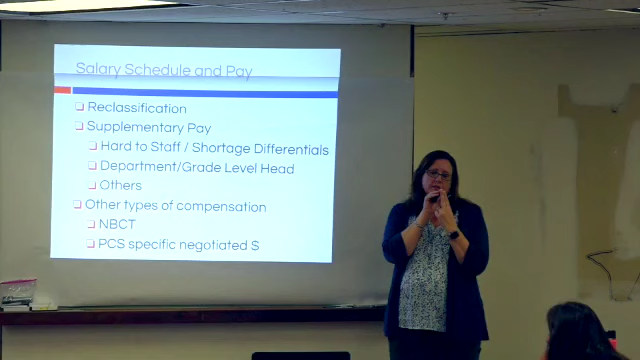 Salary Schedule and Pay
Reclassification
Supplementary Pay
Hard to Staff / Shortage Differentials
Department/Grade Level Head
Others
Other types of compensation
NBCT
PCS specific negotiated $